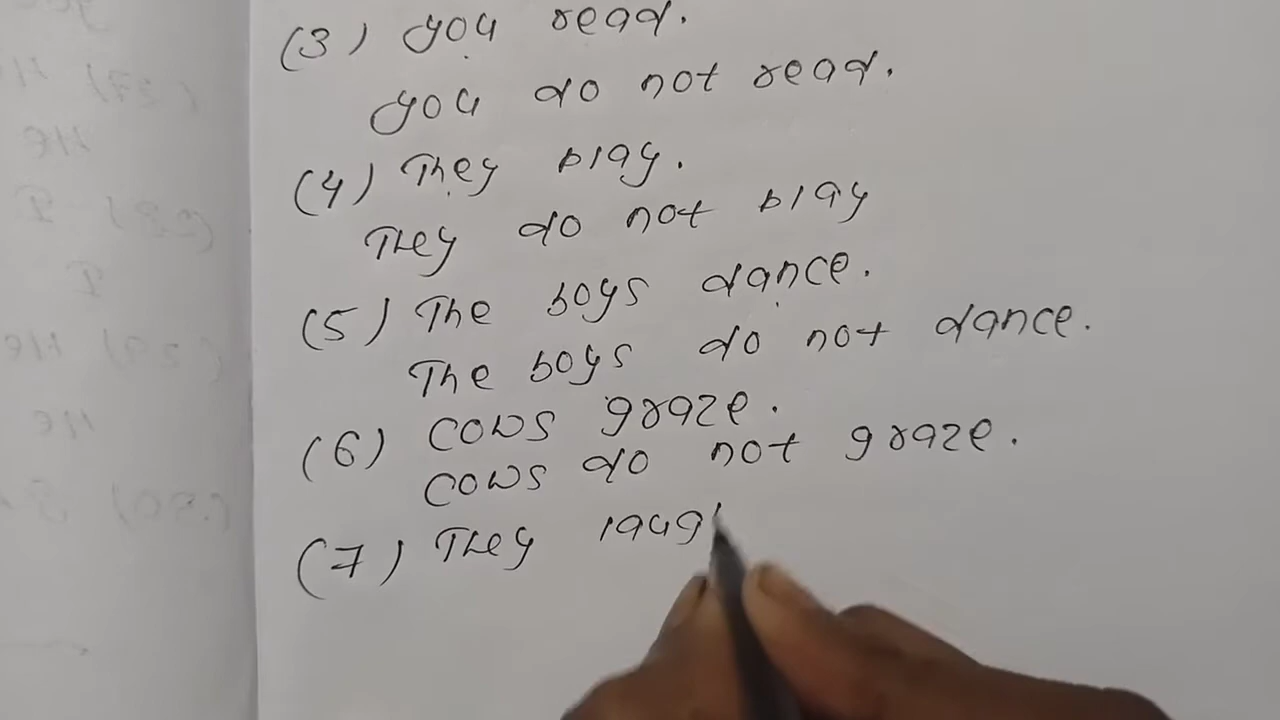 (3) you read.
you do not read.
(4) They play.
They do not play
(5) The boys dance.
The boys do not dance.
(6) cows graze.
cows do not graze.
(7) They laug